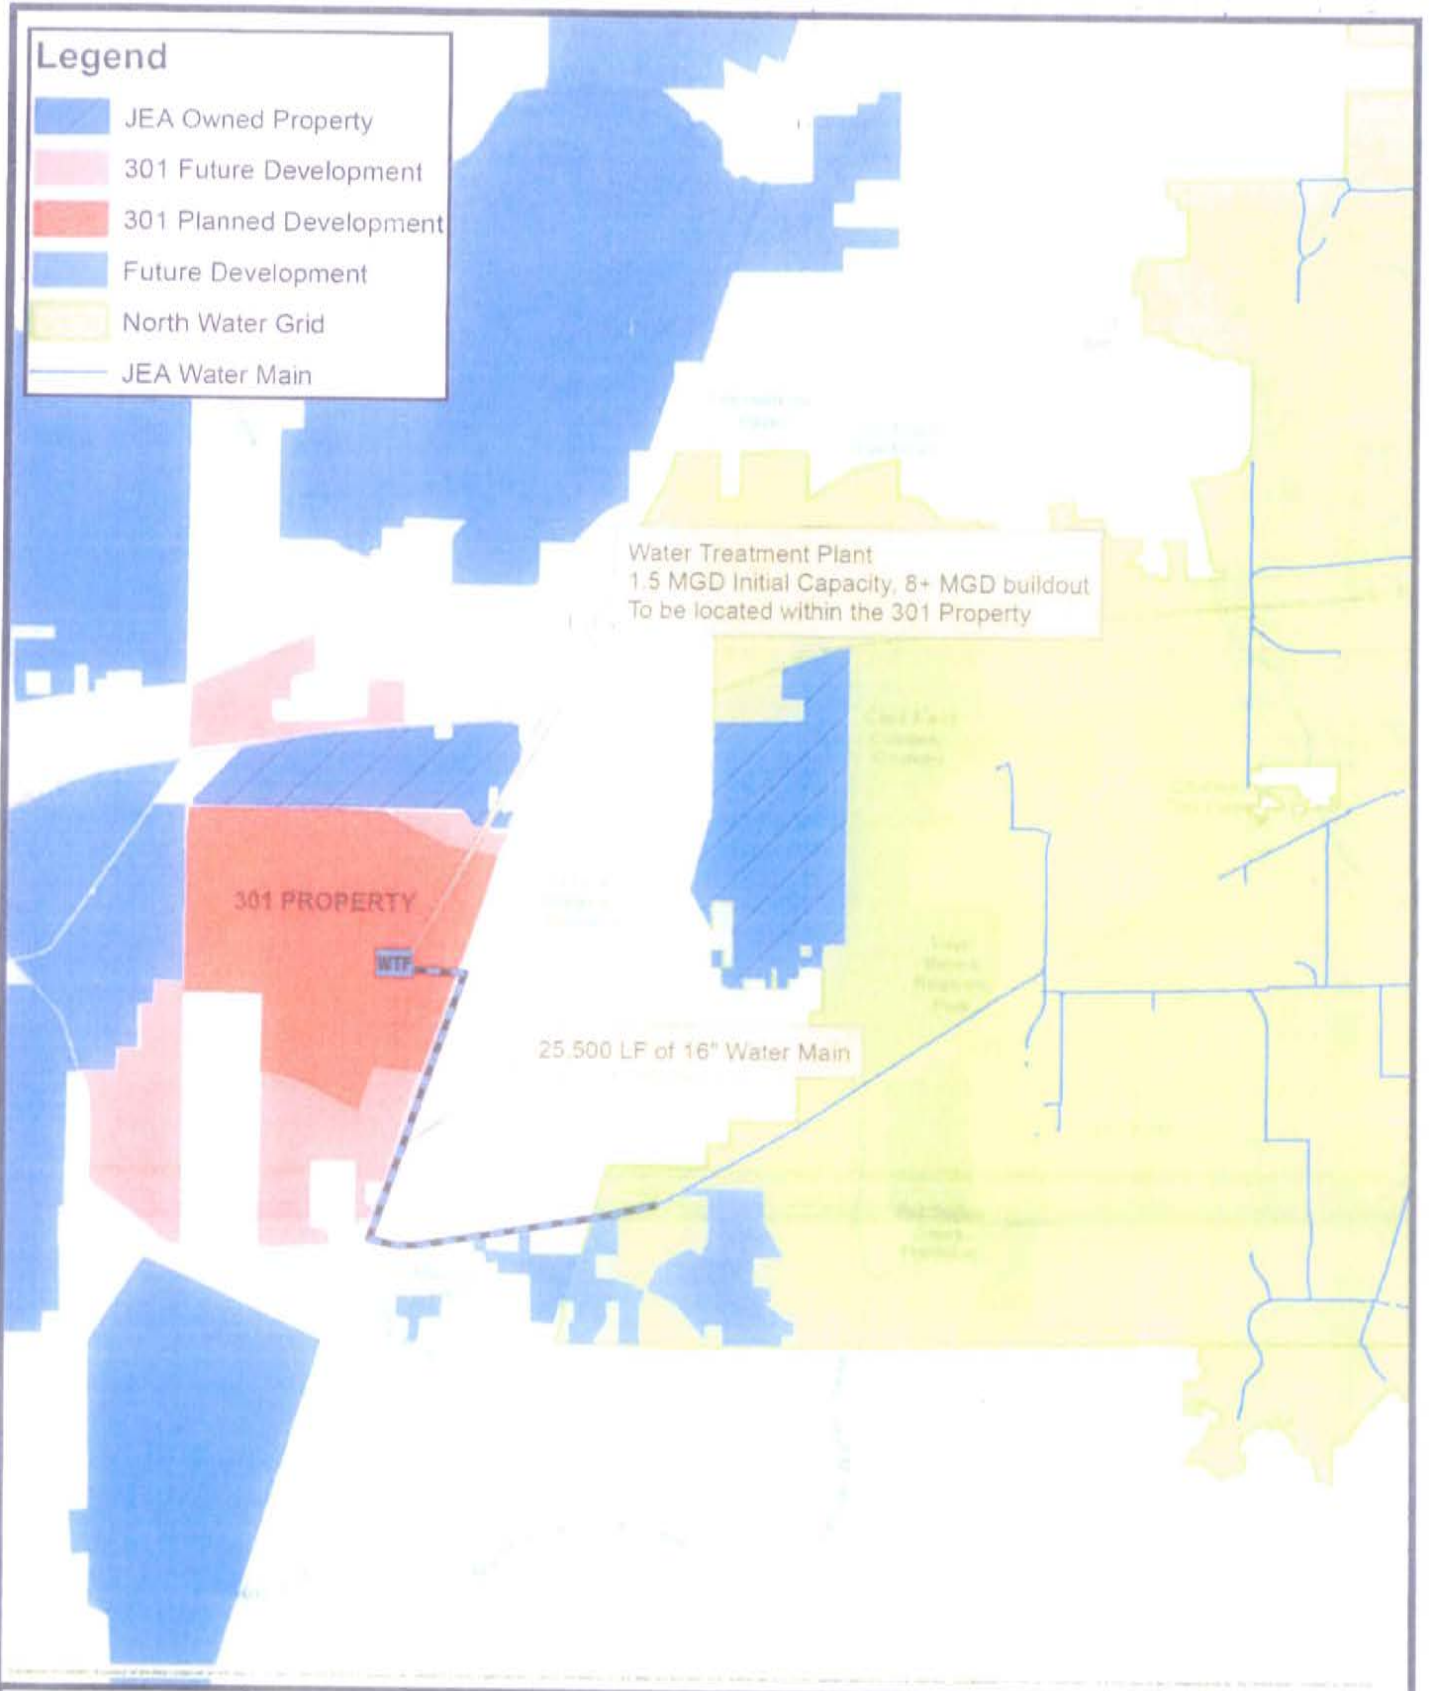 Legend
JEA Owned Property
301 Future Development
301 Planned Development
Future Development
North Water Grid
JEA Water Main
Water Treatment Plant
1.5 MGD Initial Capacity, 8+ MGD buildout
To be located within the 301 Property
301 PROPERTY
WTF
25.500 LF of 16" Water Main